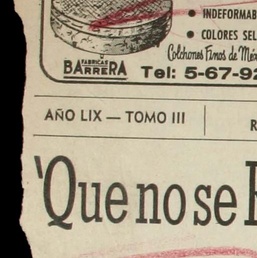 • INDEFORMAB
• COLORES SEL
Colchones Finos de Méx
FABRICAS
BARRERA
Tel: 5-67-92
AÑO LIX — TOMO III
R
‘Que no se